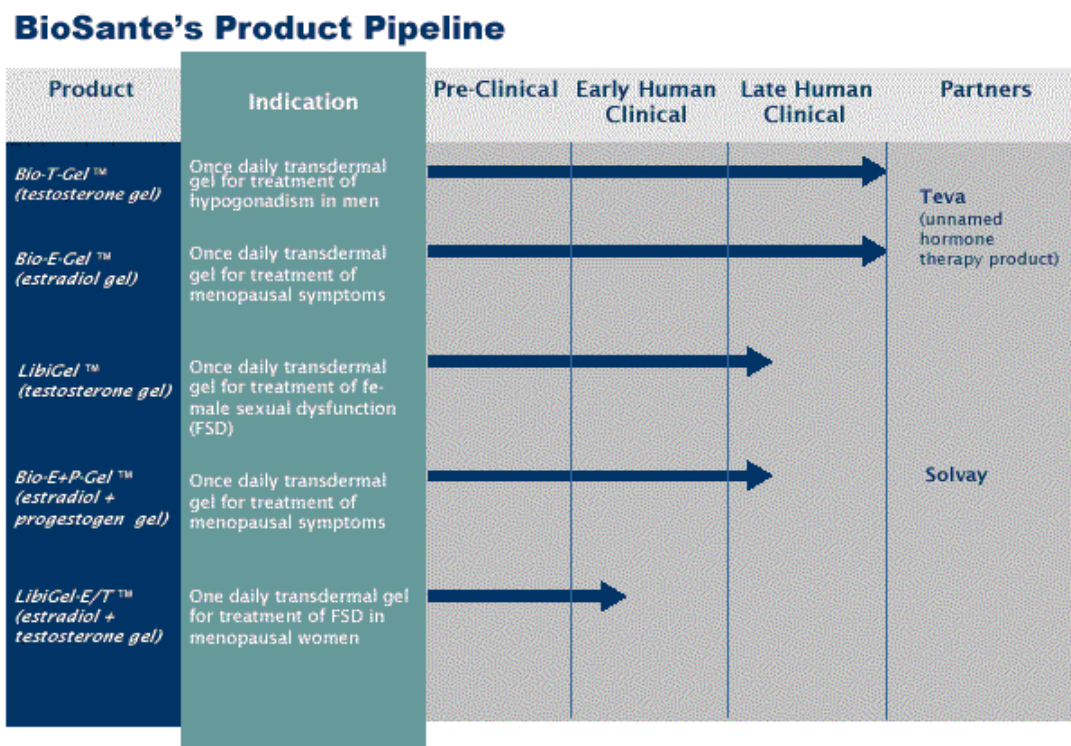 BioSante's Product Pipeline
Product
Indication
Pre-Clinical
Early Human
Clinical
Late Human
Clinical
Partners
Bio-T-Gel ™
(testosterone gel)
Once daily transdermal
gel for treatment of
hypogonadism in men
Teva
(unnamed
hormone
therapy product)
Bio-E-Gel ™
(estradiol gel)
Once daily transdermal
gel for treatment of
menopausal symptoms
LibiGel ™
(testosterone gel)
Once daily transdermal
gel for treatment of fe-
male sexual dysfunction
(FSD)
Bio-E+P-Gel ™
(estradiol +
progestogen gel)
Once daily transdermal
gel for treatment of
menopausal symptoms
Solvay
LibiGel-E/T ™
(estradiol +
testosterone gel)
One daily transdermal gel
for treatment of FSD in
menopausal women